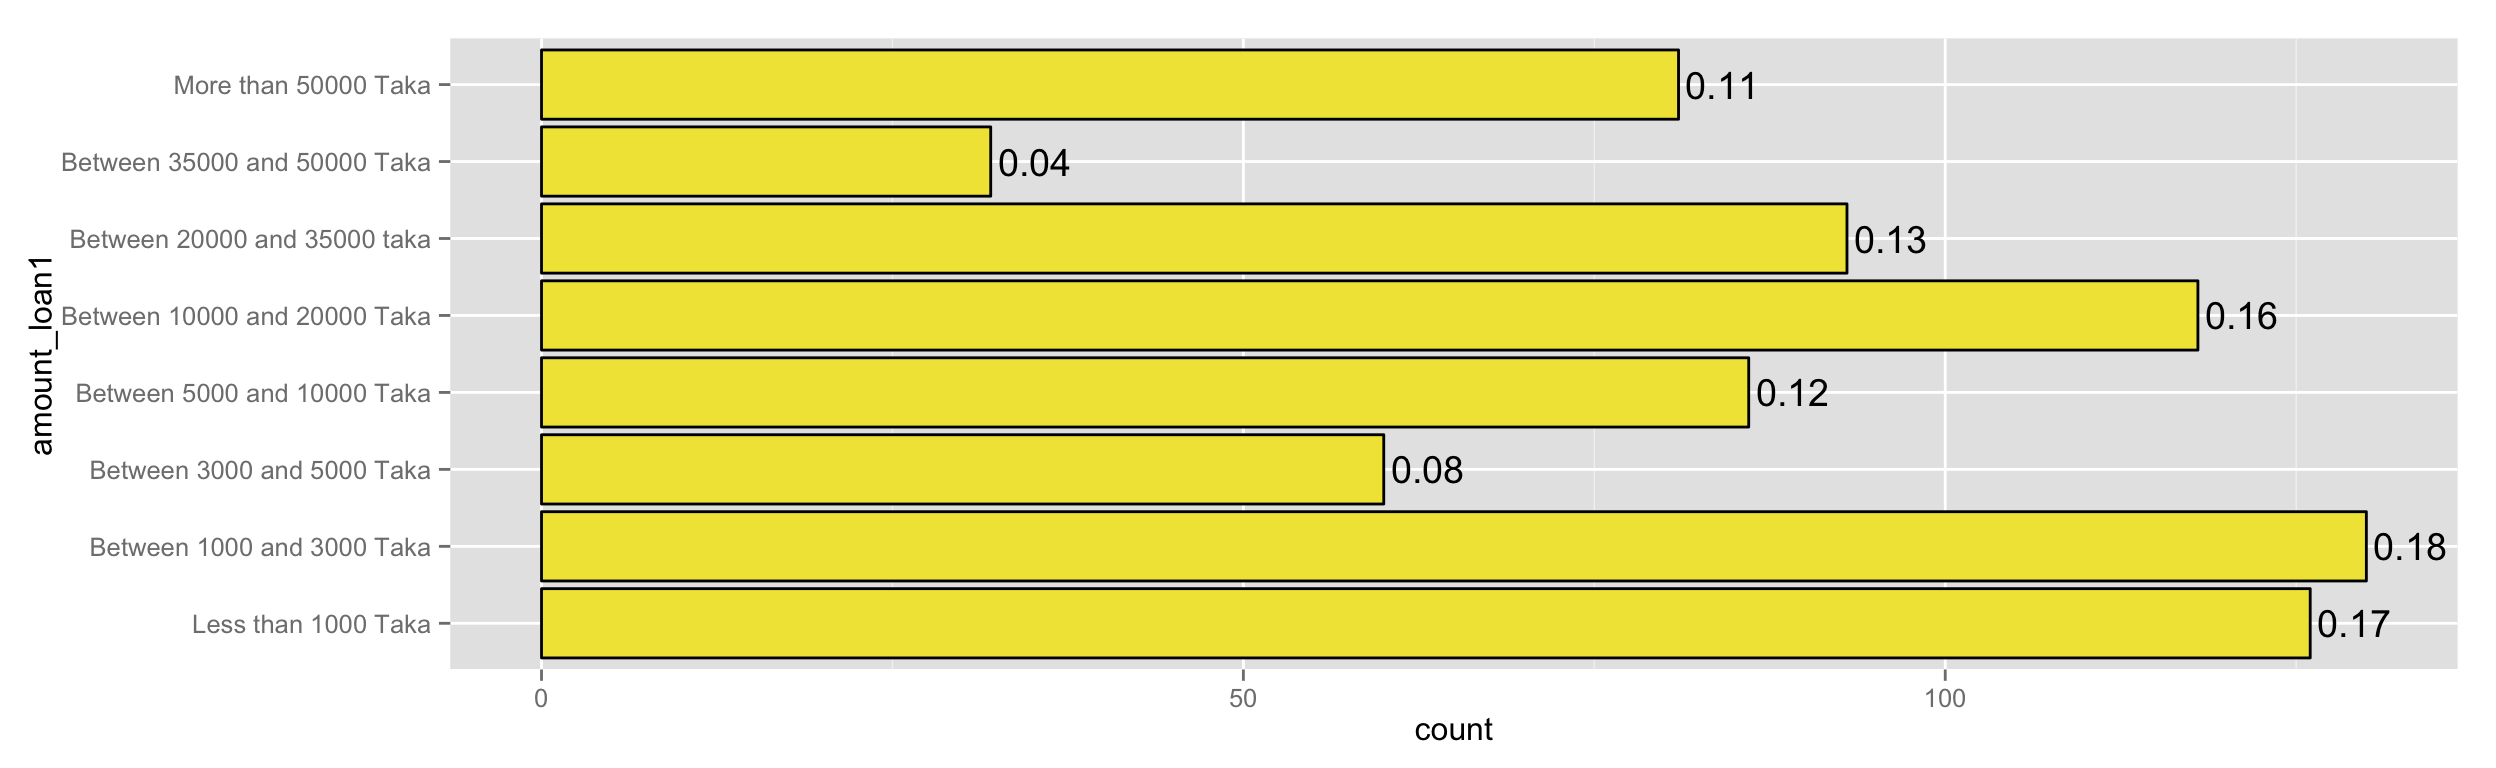 More than 50000 Taka
0.11
Between 35000 and 50000 Taka
0.04
Between 20000 and 35000 taka
0.13
Between 10000 and 20000 Taka
0.16
Between 5000 and 10000 Taka
0.12
Between 3000 and 5000 Taka
0.08
Between 1000 and 3000 Taka
0.18
Less than 1000 Taka
0.17
amount_loan1
0 50 100
count